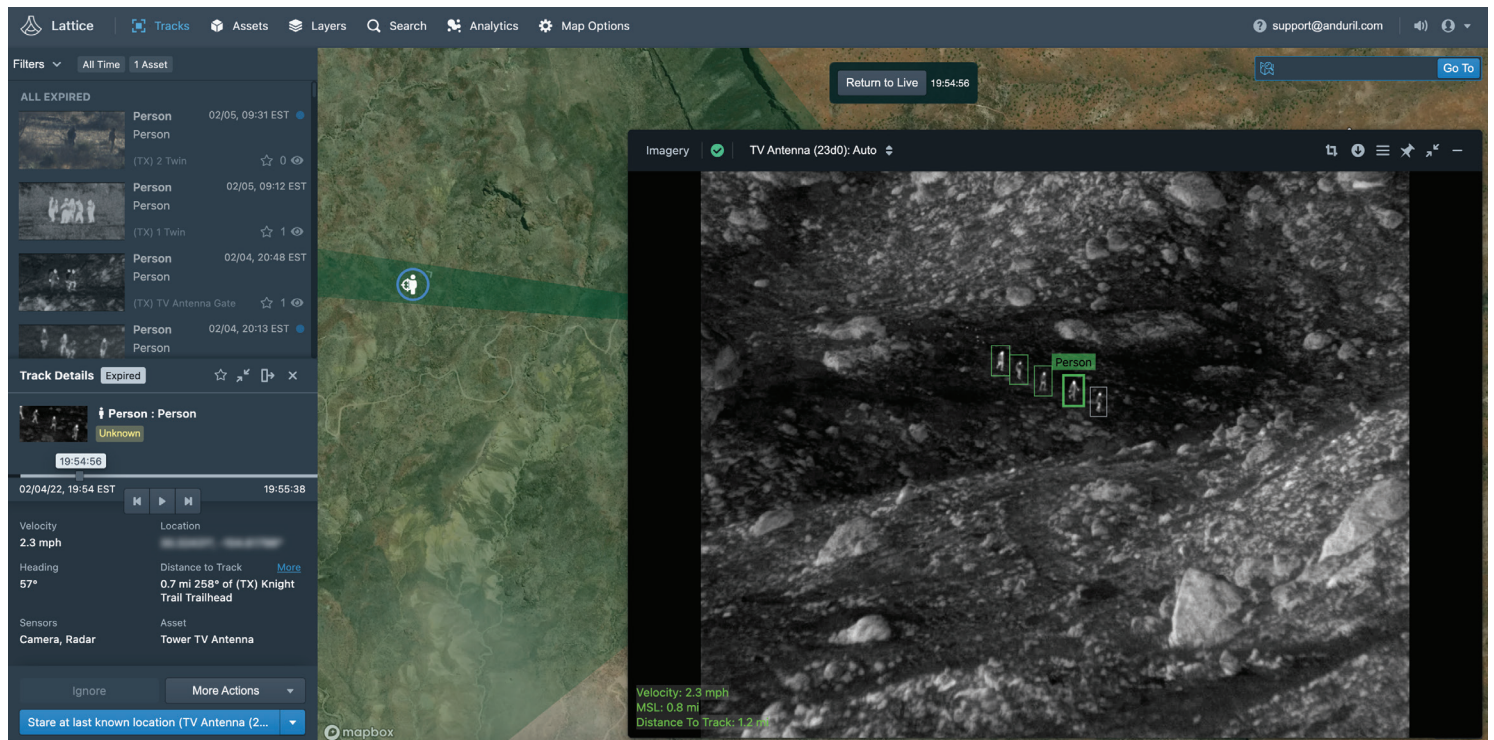 Lattice
Tracks
Assets
Layers
Search
Analytics
Map Options
support@anduril.com
Filters
All Time
1 Asset
Return to Live
19:54:56
Go To
ALL EXPIRED
Person 02/05, 09:31 EST
Person
(TX) 2 Twin 0
Person 02/05, 09:12 EST
Person
(TX) 1 Twin 1
Person 02/04, 20:48 EST
Person
(TX) TV Antenna Gate 1
Person 02/04, 20:13 EST
Person
Track Details Expired
Person : Person
Unknown
19:54:56
02/04/22, 19:54 EST 19:55:38
Velocity
2.3 mph
Location
Heading
57°
Distance to Track More
0.7 mi 258° of (TX) Knight
Trail Trailhead
Sensors
Camera, Radar
Asset
Tower TV Antenna
Ignore
More Actions
Stare at last known location (TV Antenna (2...
mapbox
Imagery
TV Antenna (23d0): Auto
Person
Velocity: 2.3 mph
MSL: 0.8 mi
Distance To Track: 1.2